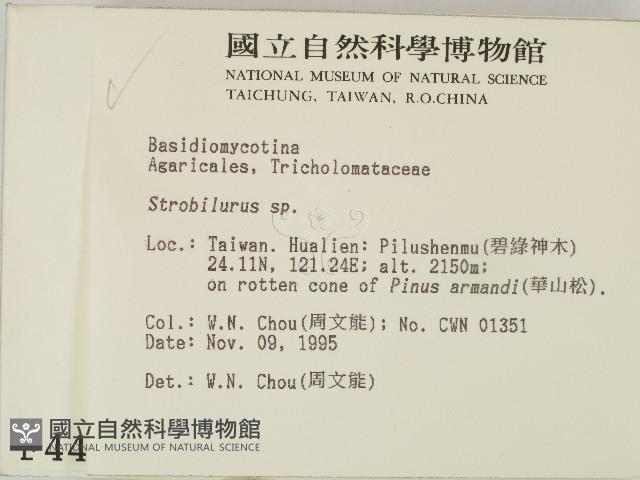 國立自然科學博物館
NATIONAL MUSEUM OF NATURAL SCIENCE
TAICHUNG, TAIWAN, R.O.CHINA
Basidiomycotina
Agaricales, Tricholomataceae
Strobilurus sp.
Loc.: Taiwan. Hualien: Pilushenmu(碧綠神木)
24.11N, 121.24E; alt. 2150m;
on rotten cone of Pinus armandi(華山松).
Col.: W.N. Chou(周文能); No. CWN 01351
Date: Nov. 09, 1995
Det.: W.N. Chou(周文能)
國立自然科學博物館
NATIONAL MUSEUM OF NATURAL SCIENCE
44